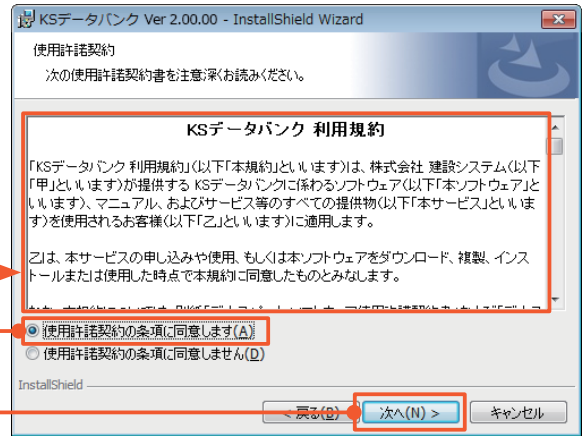 KSデータバンク Ver 2.00.00 - InstallShield Wizard
使用許諾契約
次の使用許諾契約書を注意深くお読みください。
KSデータバンク 利用規約
「KSデータバンク 利用規約」(以下「本規約」といいます)は、株式会社 建設システム(以下
「甲」といいます)が提供する KSデータバンクに係わるソフトウェア(以下「本ソフトウェア」と
いいます)、マニュアル、およびサービス等のすべての提供物(以下「本サービス」といいま
す)を使用されるお客様(以下「乙」といいます)に適用します。
乙は、本サービスの申し込みや使用、もしくは本ソフトウェアをダウンロード、複製、インス
トールまたは使用した時点で本規約に同意したものとみなします。
使用許諾契約の条項に同意します(A)
使用許諾契約の条項に同意しません(D)
InstallShield
< 戻る(B) 次へ(N) > キャンセル